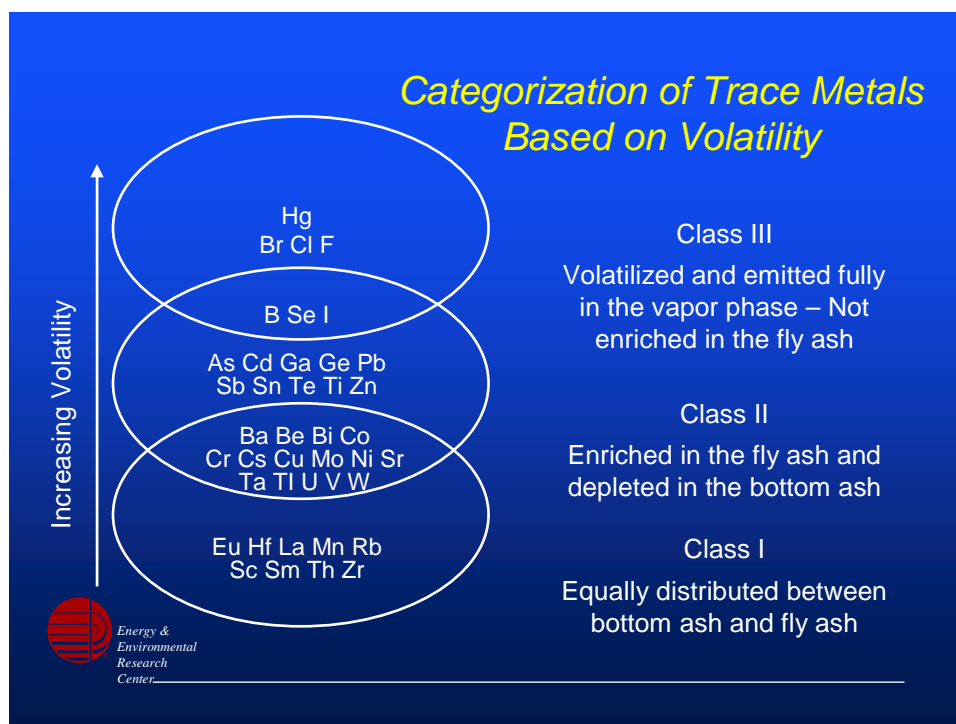 Categorization of Trace Metals
Based on Volatility
Increasing Volatility
Hg
Br Cl F
B Se I
As Cd Ga Ge Pb
Sb Sn Te Ti Zn
Ba Be Bi Co
Cr Cs Cu Mo Ni Sr
Ta TI U V W
Eu Hf La Mn Rb
Sc Sm Th Zr
Class III
Volatilized and emitted fully
in the vapor phase – Not
enriched in the fly ash
Class II
Enriched in the fly ash and
depleted in the bottom ash
Class I
Equally distributed between
bottom ash and fly ash
Energy &
Environmental
Research
Center